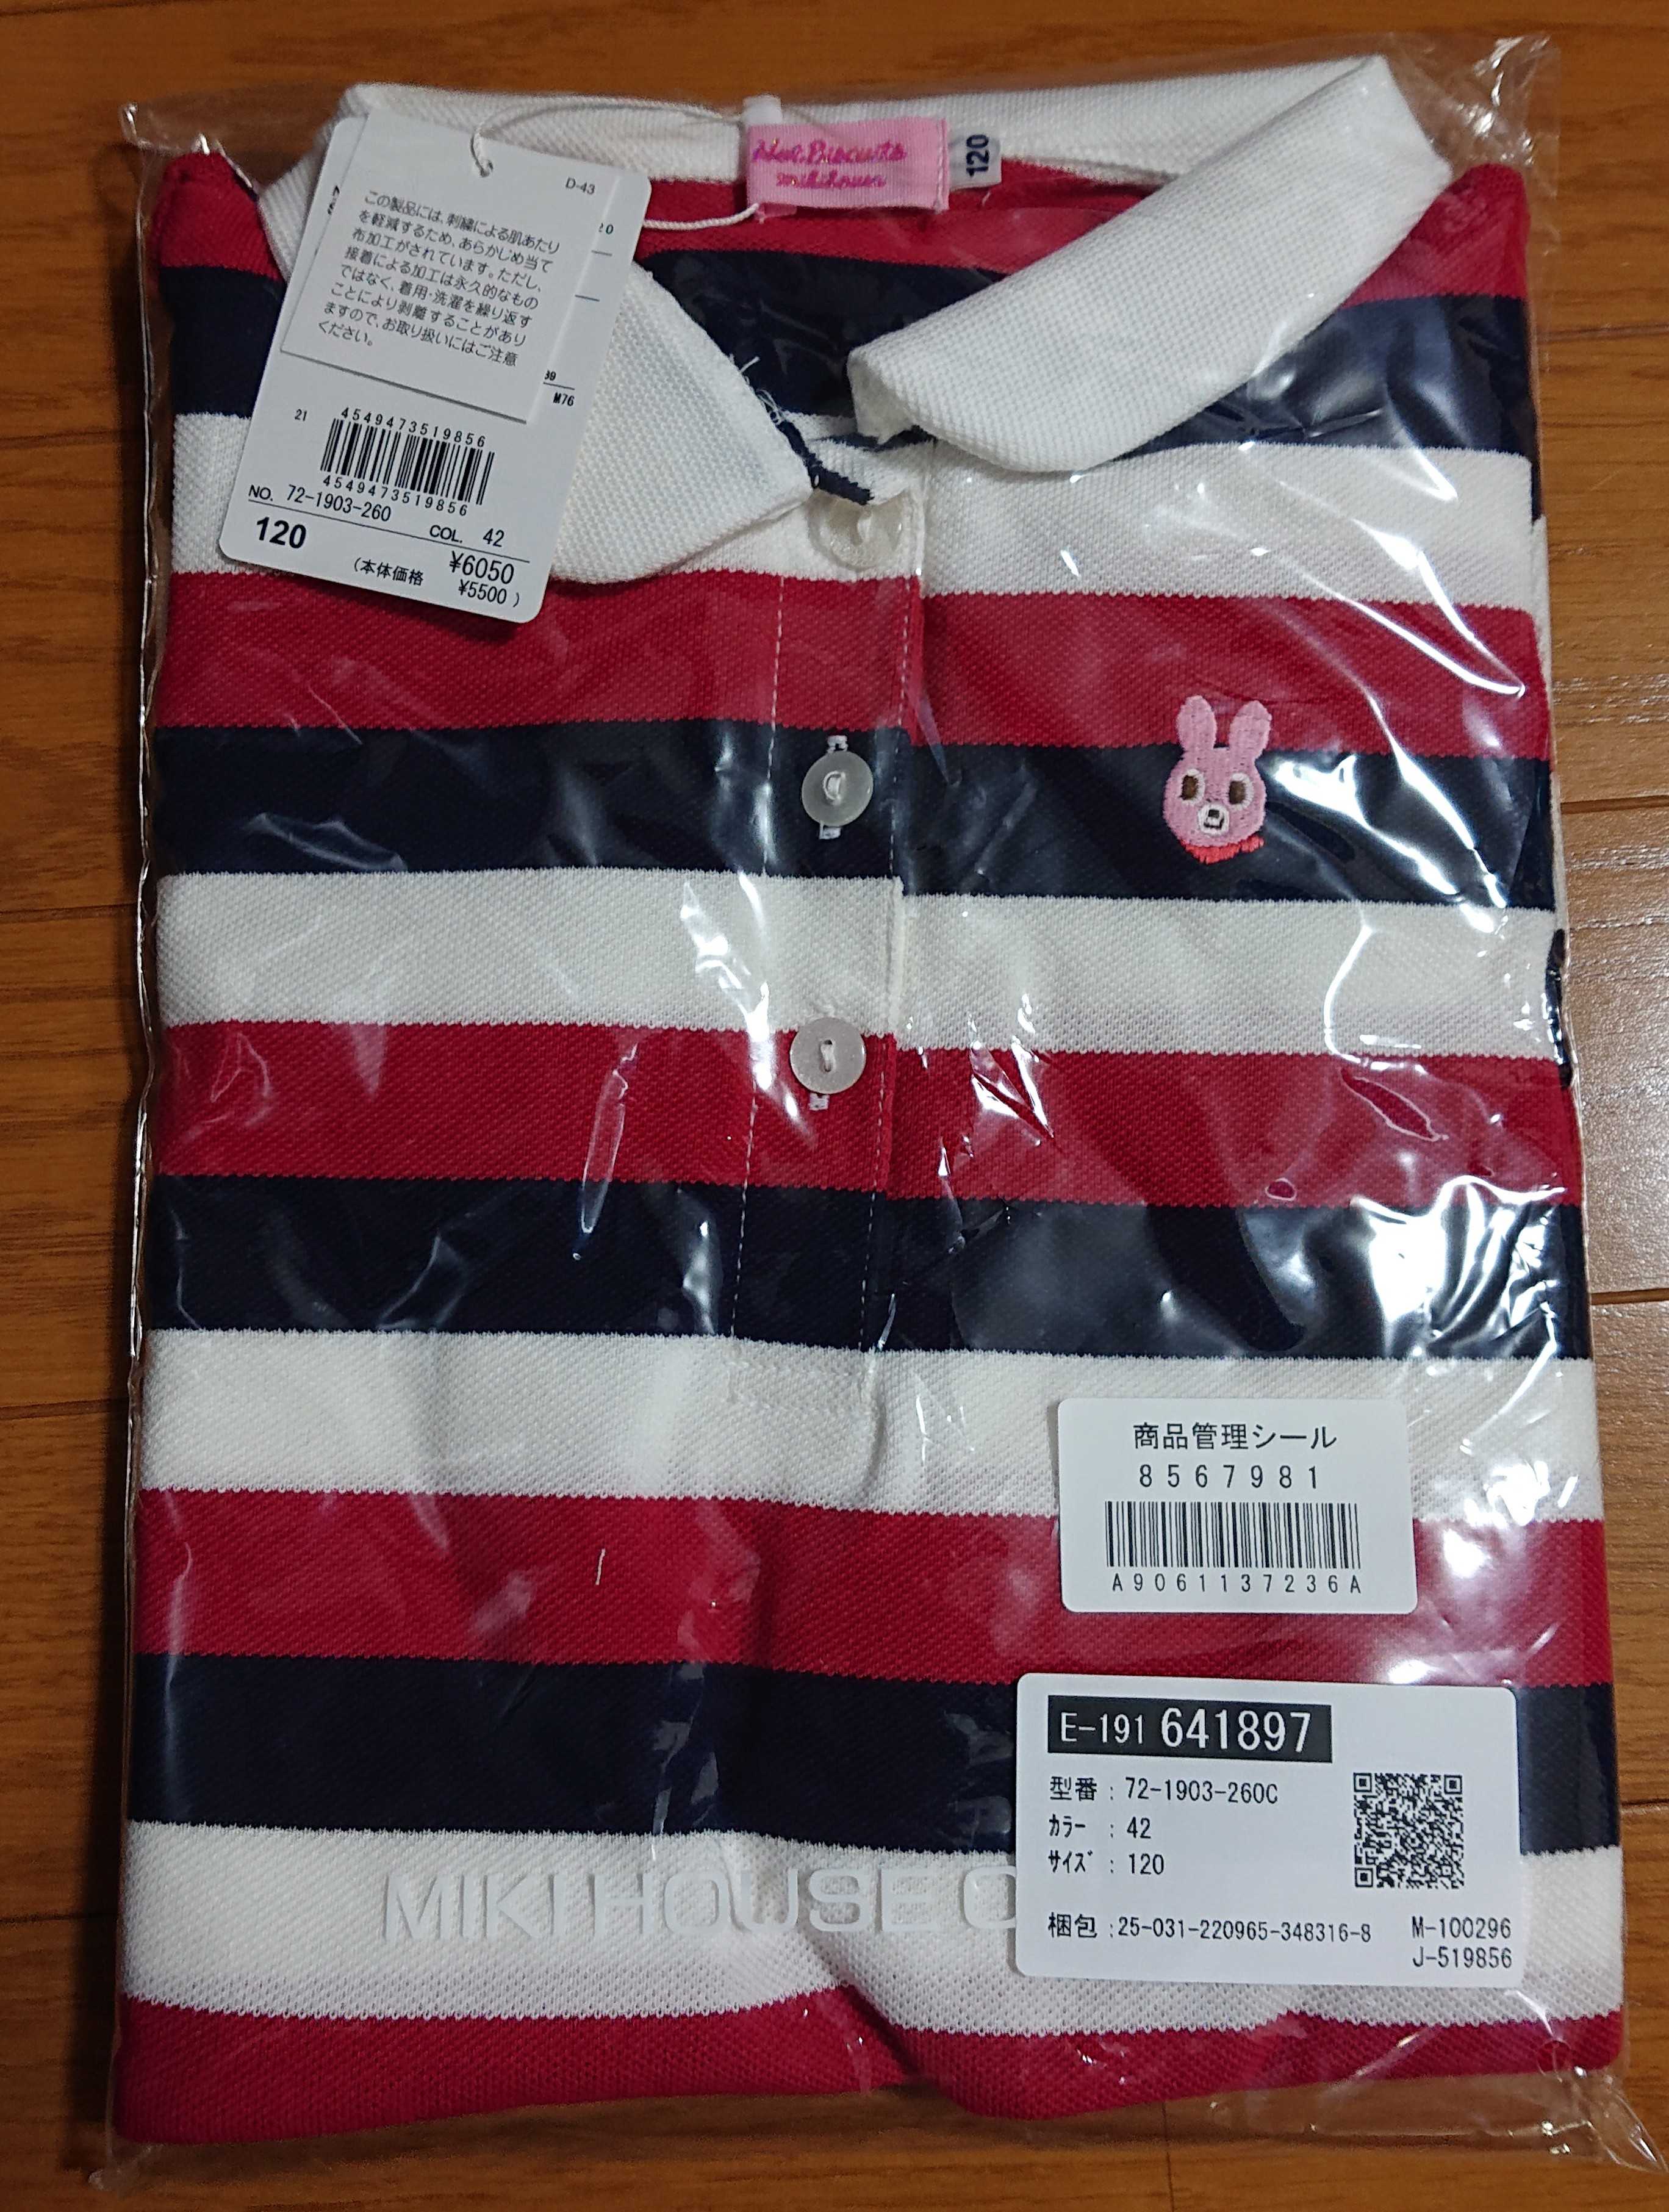 Hot Biscuits
mikihouse
120
D-43
この製品には、刺繍による肌あたり
を軽減するため、あらかじめ当て
布加工がされています。ただし、
接着による加工は永久的なもの
ではなく、着用・洗濯を繰り返す
ことにより剥離することがあり
ますので、お取り扱いにはご注意
ください。
20
39
M76
21
4549473519856
4549473519856
NO. 72-1903-260
COL. 42
120
¥6050
(本体価格 ¥5500)
商品管理シール
8567981
A9061137236A
E-191 641897
型番 : 72-1903-260C
ｶﾗｰ : 42
ｻｲｽﾞ : 120
梱包 : 25-031-220965-348316-8
M-100296
J-519856
MIKI HOUSE